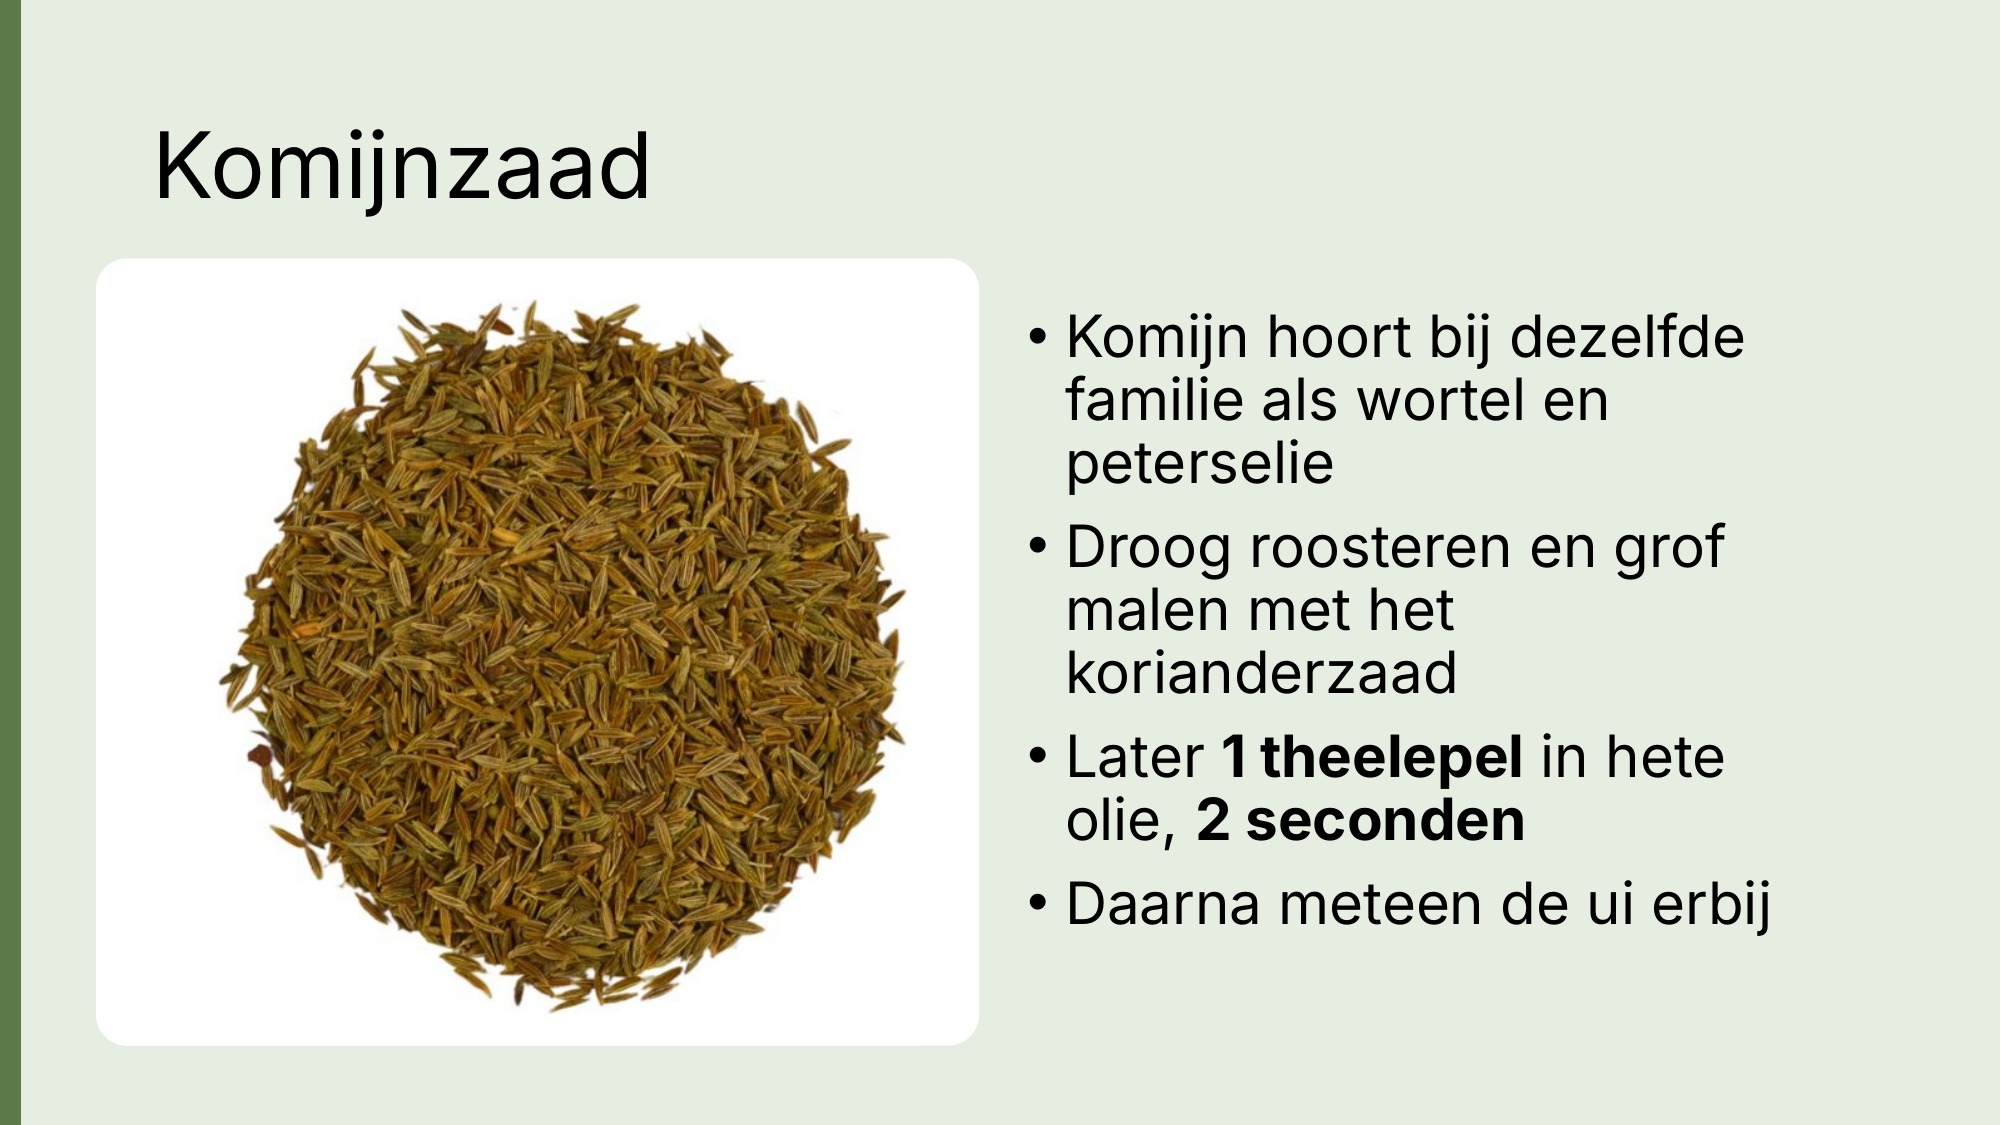 Komijnzaad
• Komijn hoort bij dezelfde
familie als wortel en
peterselie
• Droog roosteren en grof
malen met het
korianderzaad
• Later 1 theelepel in hete
olie, 2 seconden
• Daarna meteen de ui erbij